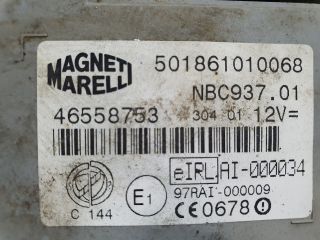 MAGNETI
MARELLI
501861010068
NBC937.01
46558753
304 01 12V=
eIRL AI-000034
E1
97RAI-000009
C 144
CE0678